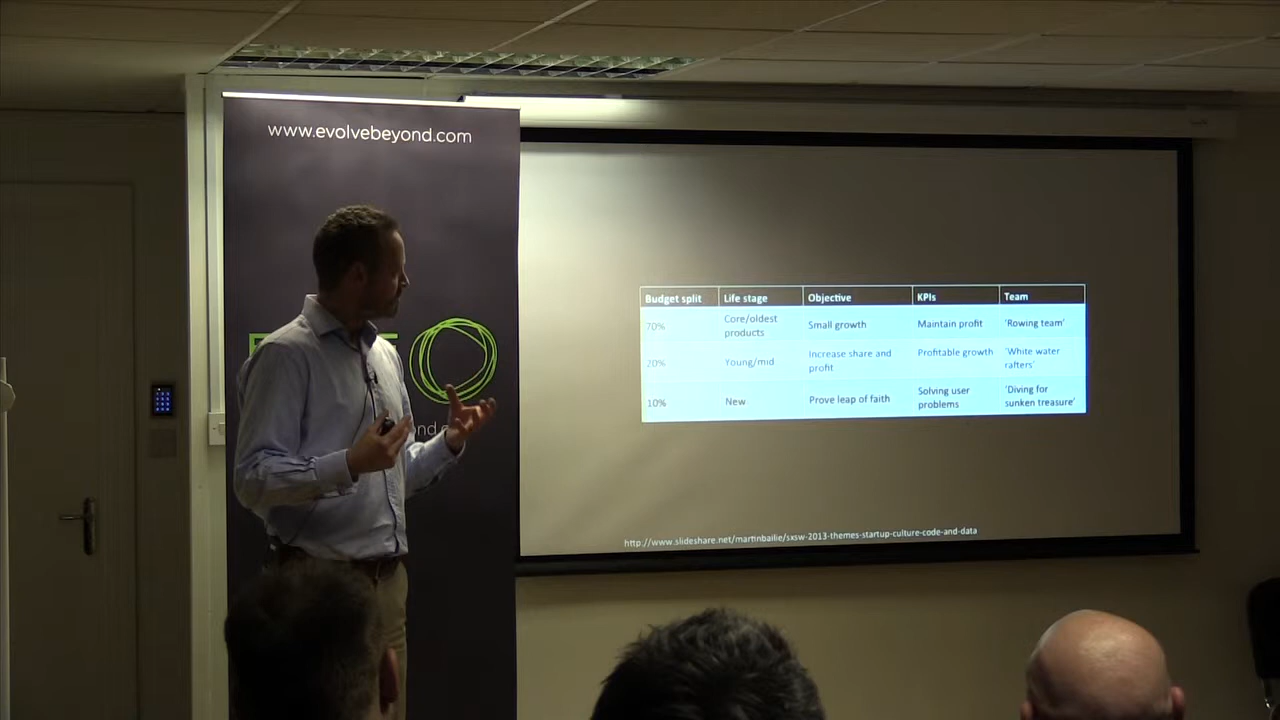 www.evolvebeyond.com
Budget split Life stage Objective KPIs Team
70% Core/oldest products Small growth Maintain profit 'Rowing team'
20% Young/mid Increase share and profit Profitable growth 'White water rafters'
10% New Prove leap of faith Solving user problems 'Diving for sunken treasure'
http://www.slideshare.net/martinbailie/sxsw-2013-themes-startup-culture-code-and-data